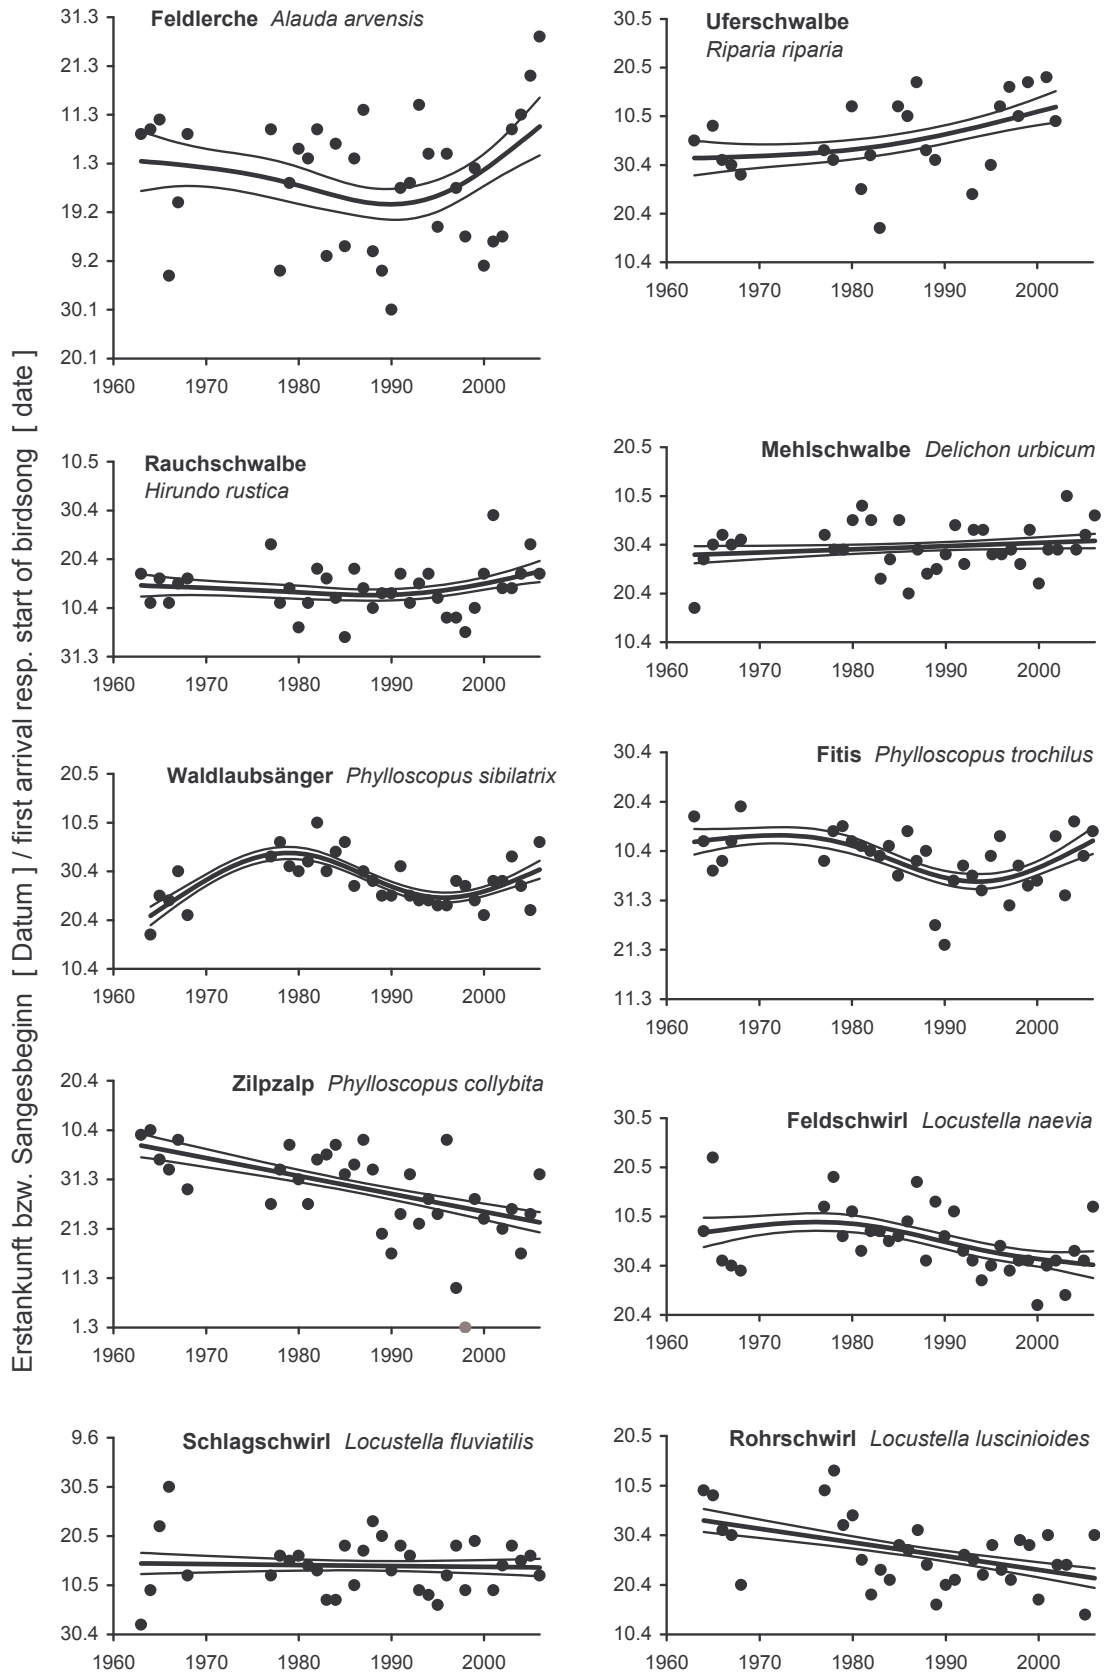 Erstankunft bzw. Sangesbeginn [ Datum ] / first arrival resp. start of birdsong [ date ]
Feldlerche Alauda arvensis
31.3
21.3
11.3
1.3
19.2
9.2
30.1
20.1
1960 1970 1980 1990 2000
Uferschwalbe
Riparia riparia
30.5
20.5
10.5
30.4
20.4
10.4
1960 1970 1980 1990 2000
Rauchschwalbe
Hirundo rustica
10.5
30.4
20.4
10.4
31.3
1960 1970 1980 1990 2000
Mehlschwalbe Delichon urbicum
20.5
10.5
30.4
20.4
10.4
1960 1970 1980 1990 2000
Waldlaubsänger Phylloscopus sibilatrix
20.5
10.5
30.4
20.4
10.4
1960 1970 1980 1990 2000
Fitis Phylloscopus trochilus
30.4
20.4
10.4
31.3
21.3
11.3
1960 1970 1980 1990 2000
Zilpzalp Phylloscopus collybita
20.4
10.4
31.3
21.3
11.3
1.3
1960 1970 1980 1990 2000
Feldschwirl Locustella naevia
30.5
20.5
10.5
30.4
20.4
1960 1970 1980 1990 2000
Schlagschwirl Locustella fluviatilis
9.6
30.5
20.5
10.5
30.4
1960 1970 1980 1990 2000
Rohrschwirl Locustella luscinioides
20.5
10.5
30.4
20.4
10.4
1960 1970 1980 1990 2000